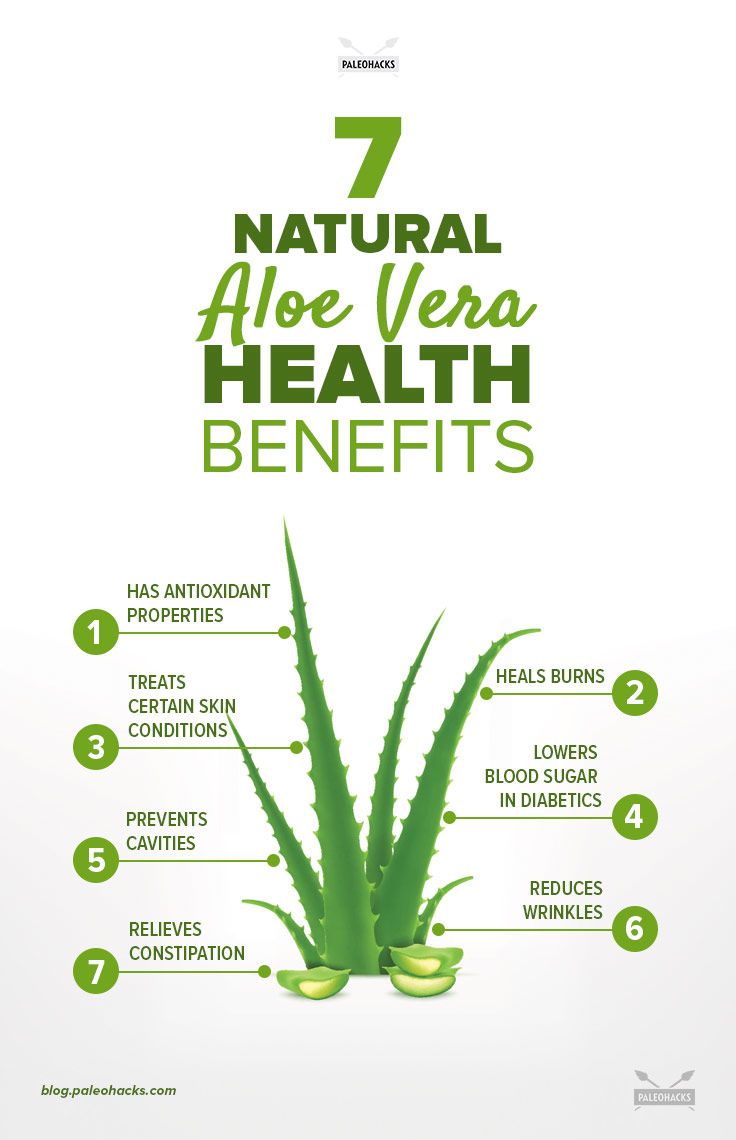 PALEOHACKS
7
NATURAL
Aloe Vera
HEALTH
BENEFITS
1
HAS ANTIOXIDANT
PROPERTIES
2
HEALS BURNS
3
TREATS
CERTAIN SKIN
CONDITIONS
4
LOWERS
BLOOD SUGAR
IN DIABETICS
5
PREVENTS
CAVITIES
6
REDUCES
WRINKLES
7
RELIEVES
CONSTIPATION
blog.paleohacks.com
PALEOHACKS